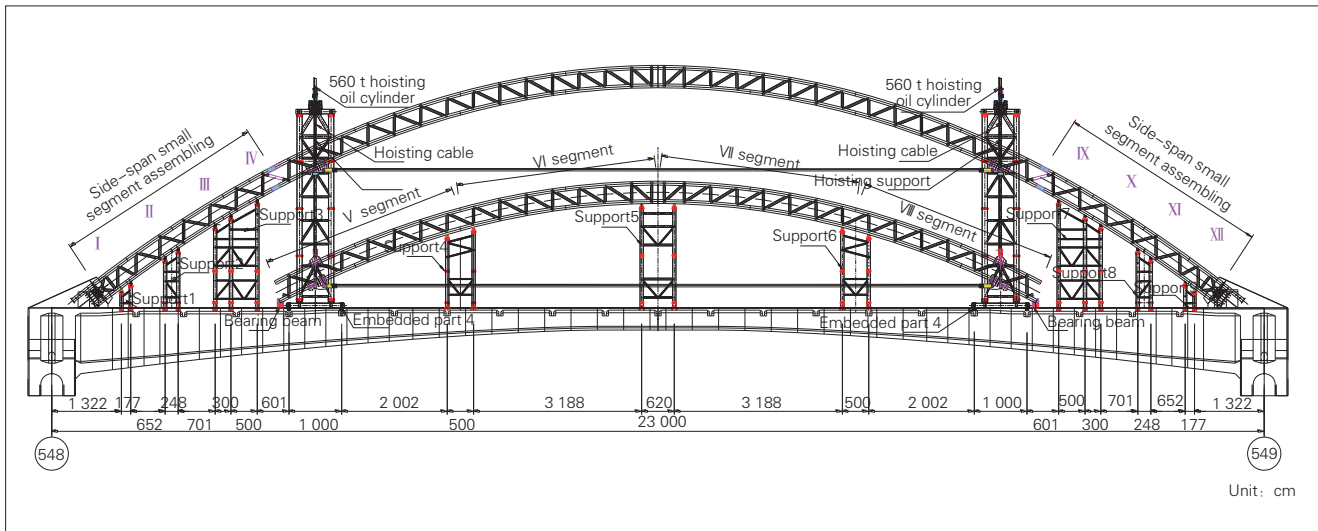 560 t hoisting
oil cylinder
560 t hoisting
oil cylinder
Side-span small
segment assembling
Side-span small
segment assembling
Hoisting cable
Hoisting cable
Ⅵ segment
Ⅶ segment
Hoisting support
Ⅴ segment
Ⅷ segment
Ⅳ
Ⅲ
Ⅱ
Ⅰ
Ⅸ
Ⅹ
Ⅺ
Ⅻ
Support3
Support5
Support7
Support4
Support6
Support2
Support8
Support1
Support
Bearing beam
Embedded part 4
Embedded part 4
Bearing beam
1 322 177 248 300 601 2 002 3 188 620 3 188 500 2 002 1 000 500 701 652 1 322
652 701 500 1 000 500 23 000 601 300 248 177
548
549
Unit: cm